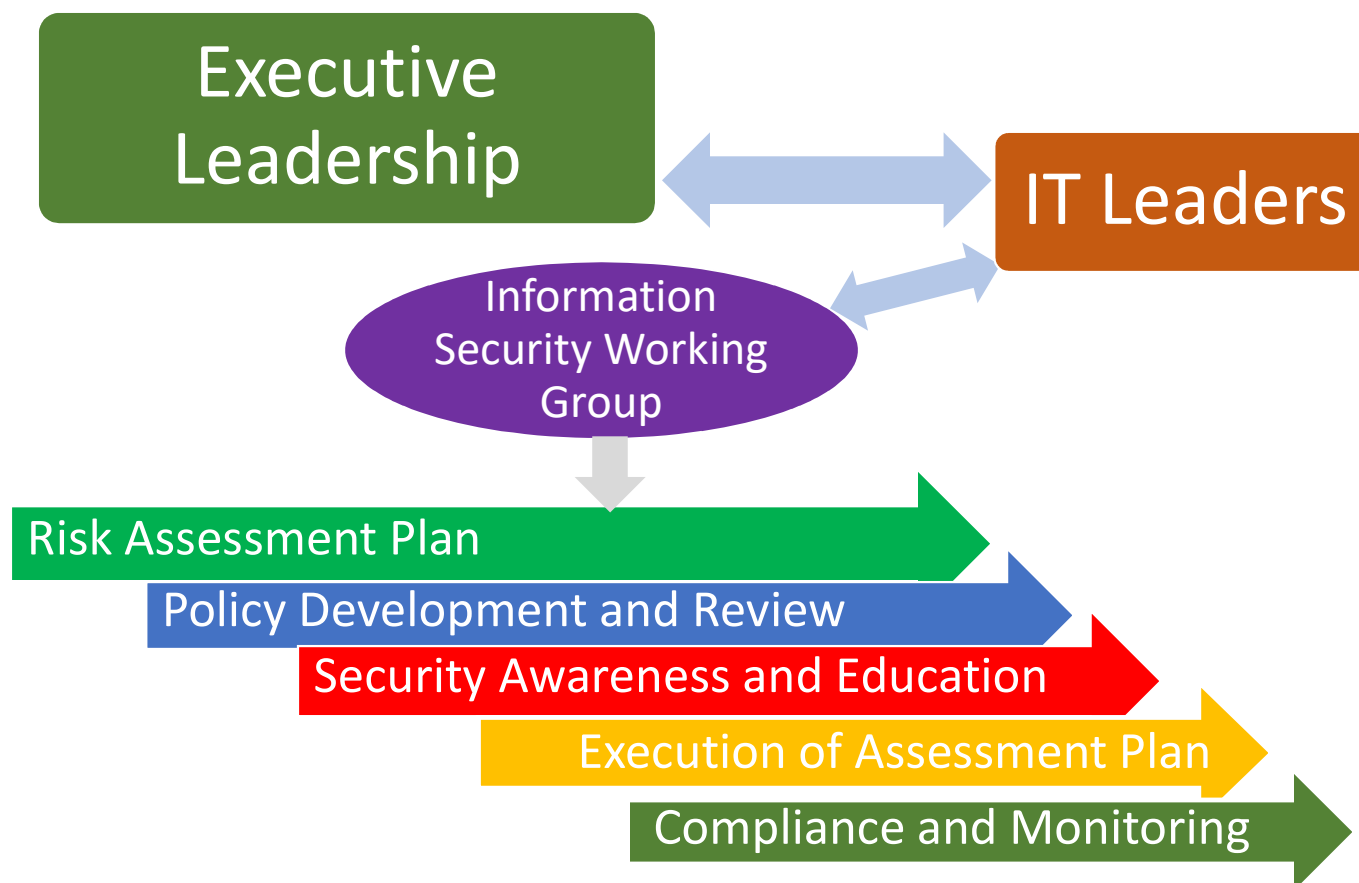 Executive
Leadership
IT Leaders
Information
Security Working
Group
Risk Assessment Plan
Policy Development and Review
Security Awareness and Education
Execution of Assessment Plan
Compliance and Monitoring